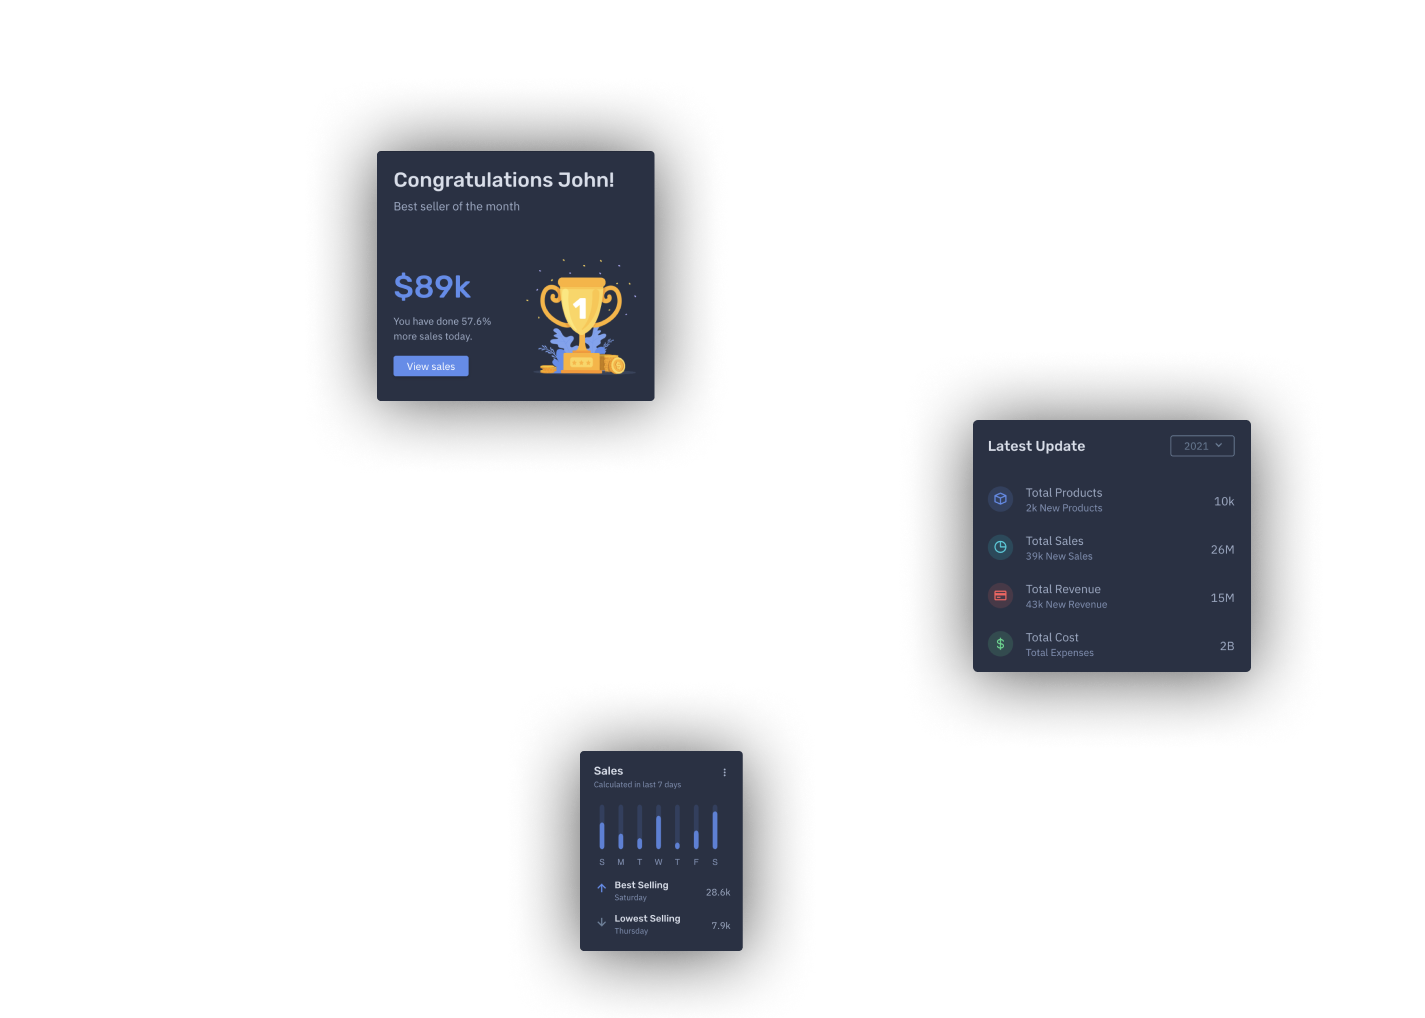 Congratulations John!
Best seller of the month
$89k
You have done 57.6%
more sales today.
View sales
1
Latest Update
2021
Total Products
2k New Products
10k
Total Sales
39k New Sales
26M
Total Revenue
43k New Revenue
15M
$
Total Cost
Total Expenses
2B
Sales
Calculated in last 7 days
S M T W T F S
Best Selling
Saturday
28.6k
Lowest Selling
Thursday
7.9k